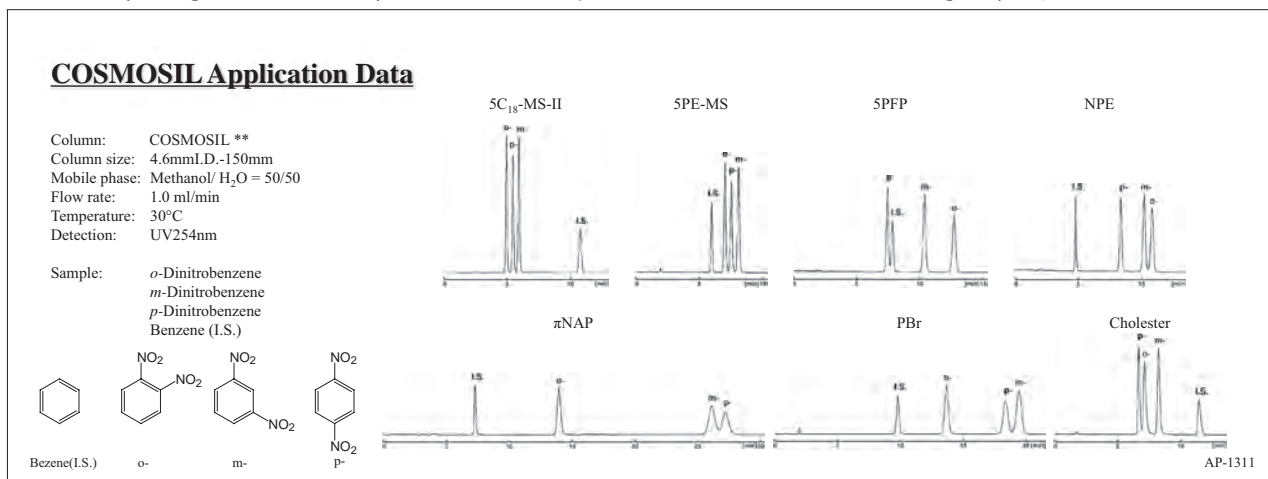 COSMOSIL Application Data
Column: COSMOSIL **
Column size: 4.6mmI.D.-150mm
Mobile phase: Methanol/ H₂O = 50/50
Flow rate: 1.0 ml/min
Temperature: 30°C
Detection: UV254nm
Sample: o-Dinitrobenzene
m-Dinitrobenzene
p-Dinitrobenzene
Benzene (I.S.)
NO₂
NO₂
NO₂
NO₂
NO₂
NO₂
Bezene(I.S.) o- m- p-
5C₁₈-MS-II
o- m-
p-
I.S.
5PE-MS
o- m-
p-
I.S.
5PFP
p
I.S.
m-
o-
NPE
I.S.
p- m-
o-
πNAP
I.S.
o-
m-
p-
PBr
I.S.
o-
p-
m-
Cholester
p- m-
o-
I.S.
AP-1311